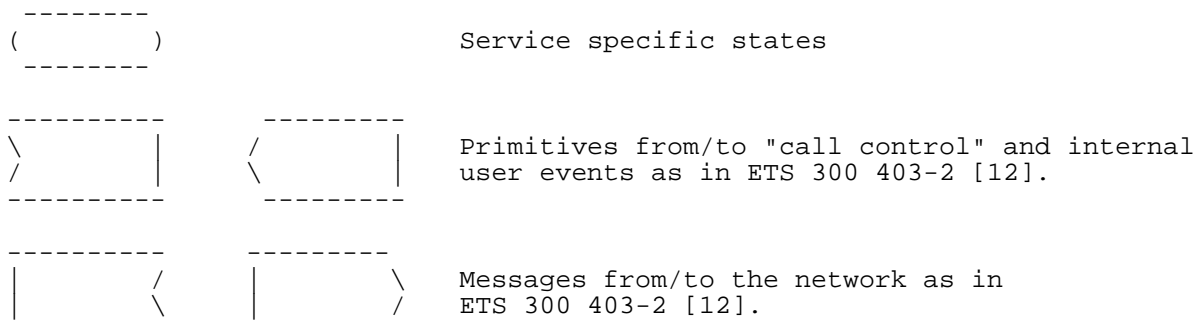 Service specific states
Primitives from/to "call control" and internal
user events as in ETS 300 403-2 [12].
Messages from/to the network as in
ETS 300 403-2 [12].